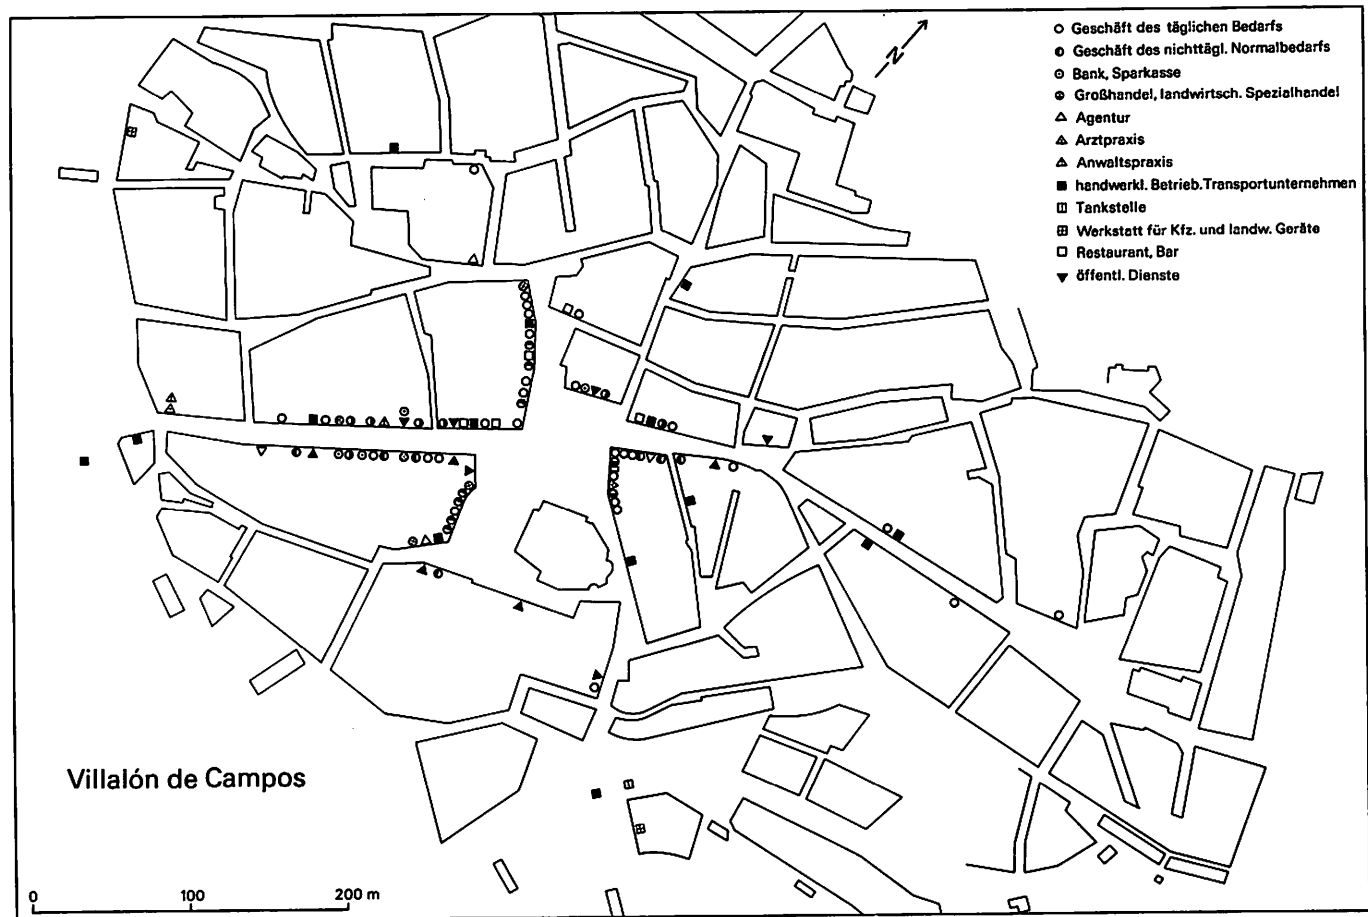 N
Geschäft des täglichen Bedarfs
Geschäft des nichttägl. Normalbedarfs
Bank, Sparkasse
Großhandel, landwirtsch. Spezialhandel
Agentur
Arztpraxis
Anwaltspraxis
handwerkl. Betrieb.Transportunternehmen
Tankstelle
Werkstatt für Kfz. und landw. Geräte
Restaurant, Bar
öffentl. Dienste
Villalón de Campos
0 100 200 m